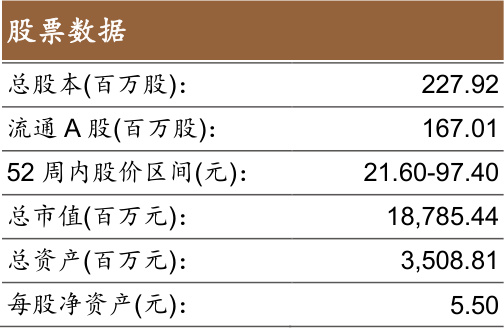 股票数据
总股本(百万股)： 227.92
流通 A 股(百万股)： 167.01
52 周内股价区间(元)： 21.60-97.40
总市值(百万元)： 18,785.44
总资产(百万元)： 3,508.81
每股净资产(元)： 5.50